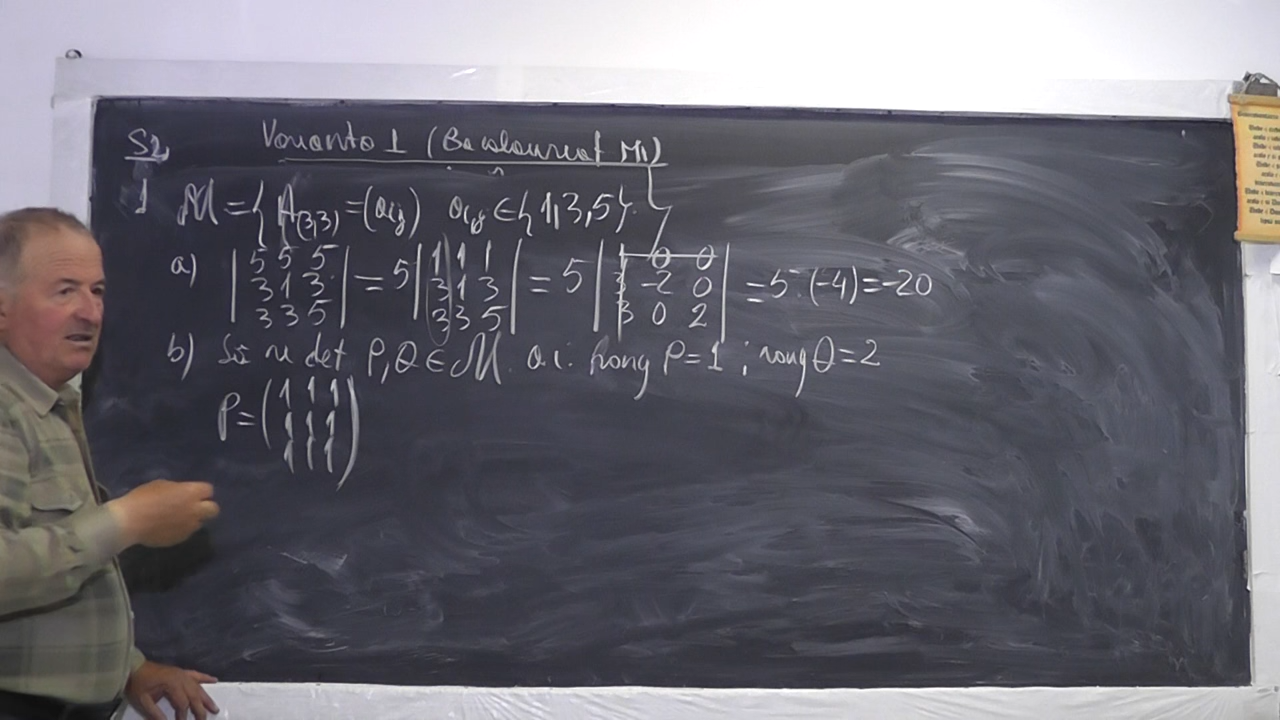 S2, Varianta 1 (Bacalaureat M1)
1 M = { A(3,3) = (aij) ai,j ∈ {1,3,5} }
a) |5 5 5| = 5 |1 1 1| = 5 |1 0 0| = 5·(-4) = -20
|3 1 3| |3 1 3| |3 -2 0|
|3 3 5| |3 3 5| |3 0 2|
b) Să se det P, Q ∈ M a.i. rang P = 1 ; rang Q = 2
P = (1 1 1
1 1 1
1 1 1)